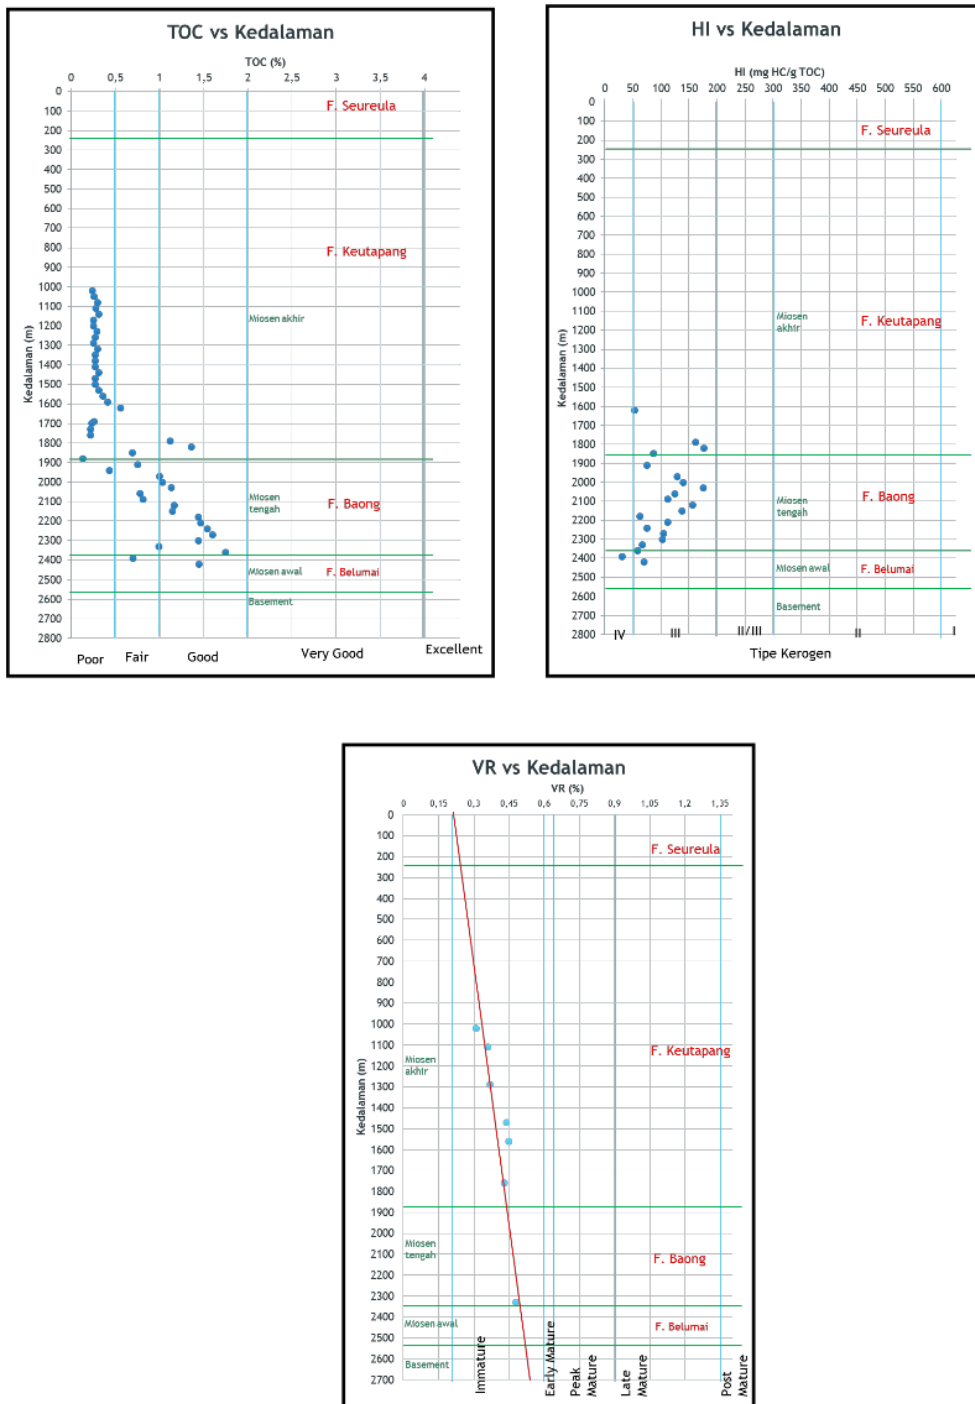 TOC vs Kedalaman
TOC (%)
0 0,5 1 1,5 2 2,5 3 3,5 4
Kedalaman (m)
0
100
200
300
400
500
600
700
800
900
1000
1100
1200
1300
1400
1500
1600
1700
1800
1900
2000
2100
2200
2300
2400
2500
2600
2700
2800
F. Seureula
F. Keutapang
Miosen akhir
Miosen
tengah
F. Baong
Miosen awal
F. Belumai
Basement
Poor Fair Good Very Good Excellent
HI vs Kedalaman
HI (mg HC/g TOC)
0 50 100 150 200 250 300 350 400 450 500 550 600
Kedalaman (m)
0
100
200
300
400
500
600
700
800
900
1000
1100
1200
1300
1400
1500
1600
1700
1800
1900
2000
2100
2200
2300
2400
2500
2600
2700
2800
F. Seureula
Miosen
akhir
F. Keutapang
Miosen
tengah
F. Baong
Miosen awal
F. Belumai
Basement
IV III II/III II I
Tipe Kerogen
VR vs Kedalaman
VR (%)
0 0,15 0,3 0,45 0,6 0,75 0,9 1,05 1,2 1,35
Kedalaman (m)
0
100
200
300
400
500
600
700
800
900
1000
1100
1200
1300
1400
1500
1600
1700
1800
1900
2000
2100
2200
2300
2400
2500
2600
2700
F. Seureula
Miosen
akhir
F. Keutapang
Miosen
tengah
F. Baong
Miosen awal
F. Belumai
Basement
Immature
Early Mature
Peak
Mature
Late
Mature
Post
Mature